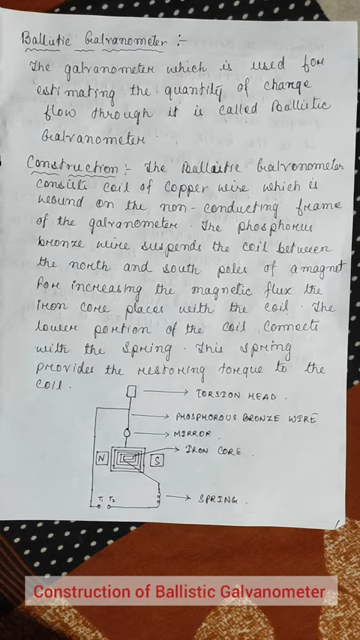 Ballistic Galvanometer :-
The galvanometer which is used for
estimating the quantity of charge
flow through it is called Ballistic
Galvanometer.
Construction :- The Ballistic Galvanometer
consists coil of copper wire which is
wound on the non-conducting frame
of the galvanometer. The phosphorus
bronze wire suspends the coil between
the north and south poles of a magnet
For increasing the magnetic flux the
iron core places with the coil. The
lower portion of the coil connects
with the spring. This spring
provides the restoring torque to the
coil.
TORSION HEAD
PHOSPHOROUS BRONZE WIRE
MIRROR
IRON CORE
N S
SPRING
T₁ T₂
Construction of Ballistic Galvanometer